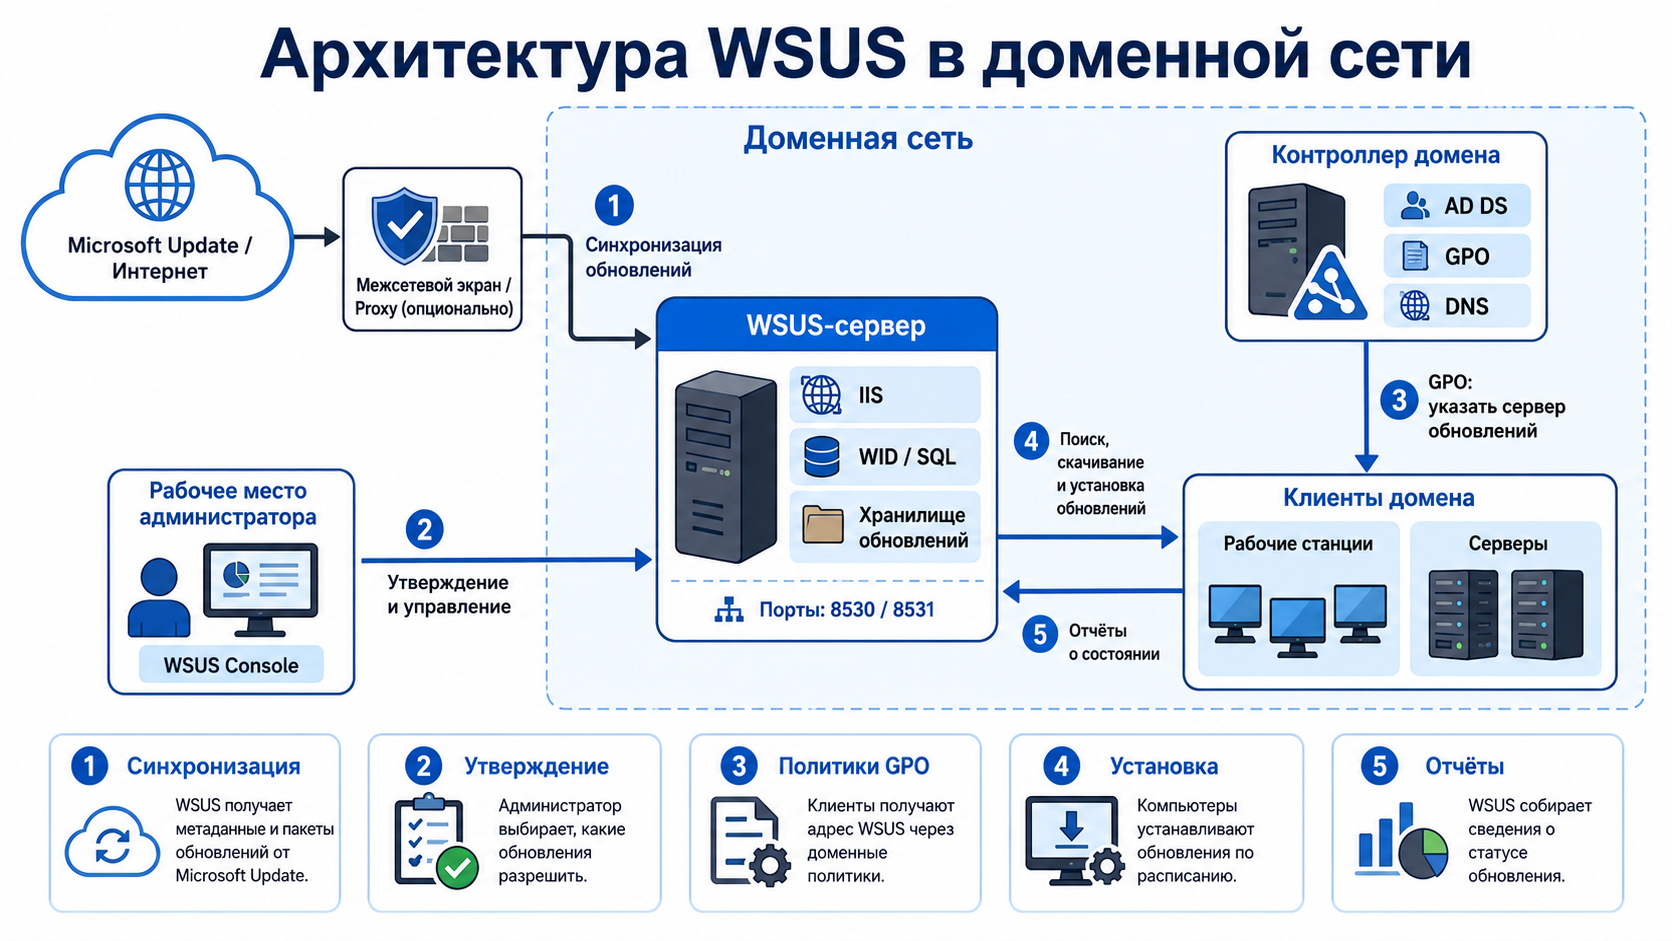 Архитектура WSUS в доменной сети
Microsoft Update /
Интернет
Межсетевой экран /
Proxy (опционально)
Доменная сеть
1
Синхронизация
обновлений
WSUS-сервер
IIS
WID / SQL
Хранилище
обновлений
Порты: 8530 / 8531
Контроллер домена
AD DS
GPO
DNS
3
GPO:
указать сервер
обновлений
Рабочее место
администратора
WSUS Console
2
Утверждение
и управление
4
Поиск,
скачивание
и установка
обновлений
5
Отчёты
о состоянии
Клиенты домена
Рабочие станции
Серверы
1 Синхронизация
WSUS получает
метаданные и пакеты
обновлений от
Microsoft Update.
2 Утверждение
Администратор
выбирает, какие
обновления
разрешить.
3 Политики GPO
Клиенты получают
адрес WSUS через
доменные
политики.
4 Установка
Компьютеры
устанавливают
обновления по
расписанию.
5 Отчёты
WSUS собирает
сведения о
статусе
обновления.